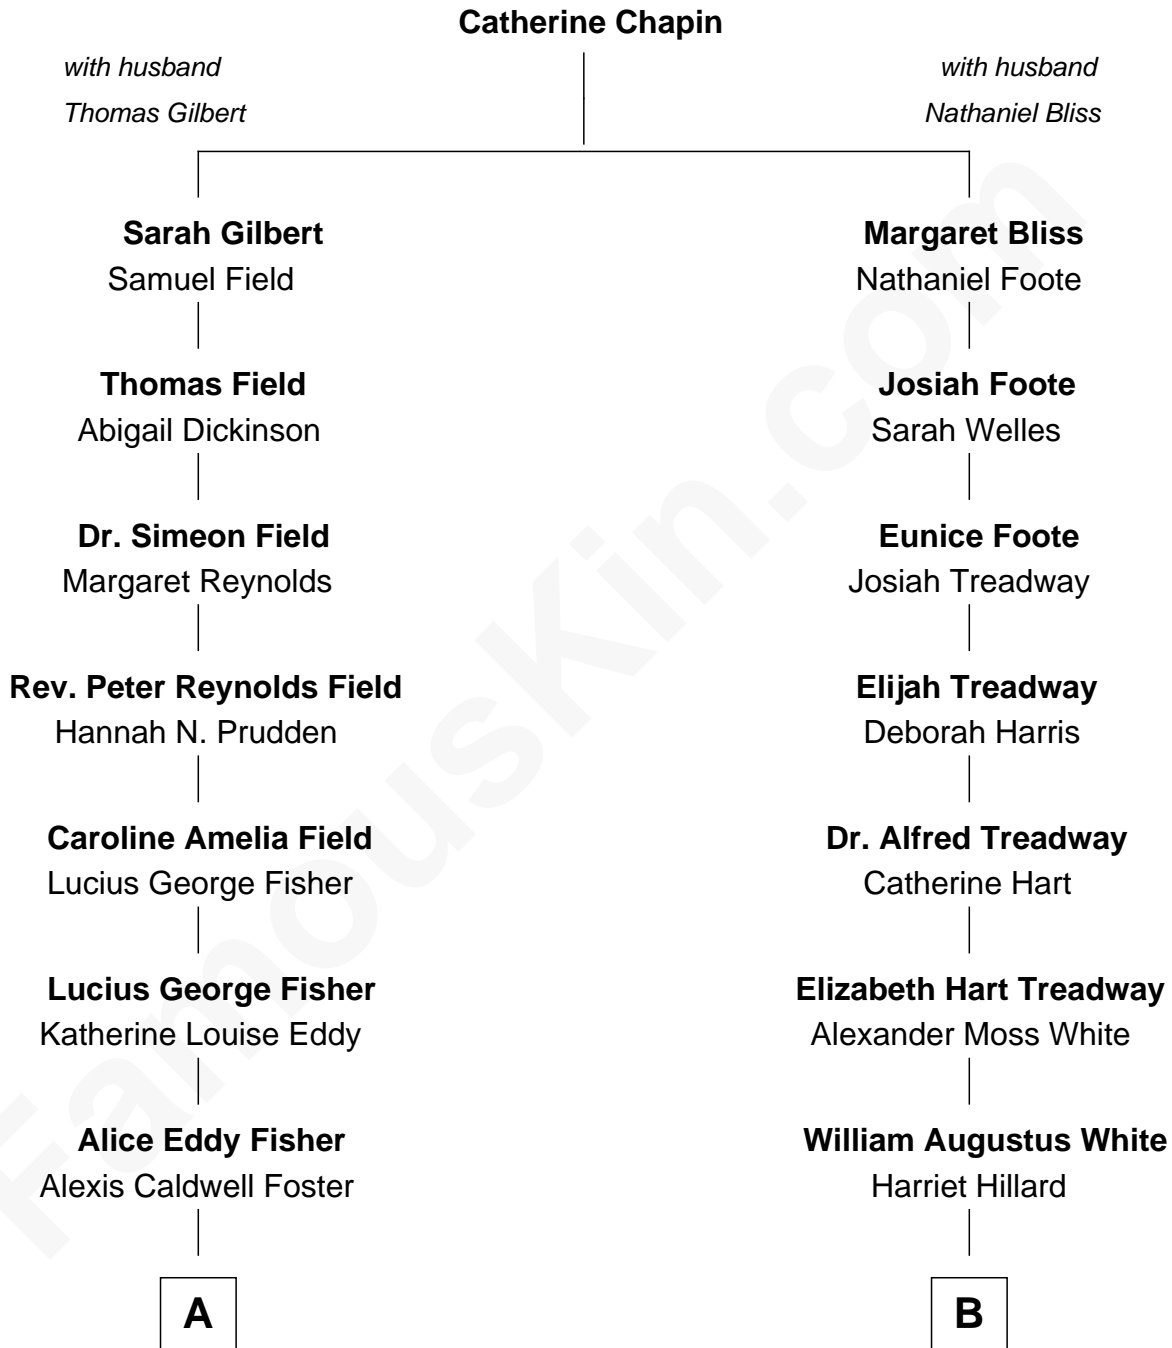 Catherine Chapin
with husband
Thomas Gilbert
with husband
Nathaniel Bliss
Sarah Gilbert
Samuel Field
Margaret Bliss
Nathaniel Foote
Thomas Field
Abigail Dickinson
Josiah Foote
Sarah Welles
Dr. Simeon Field
Margaret Reynolds
Eunice Foote
Josiah Treadway
Rev. Peter Reynolds Field
Hannah N. Prudden
Elijah Treadway
Deborah Harris
Caroline Amelia Field
Lucius George Fisher
Dr. Alfred Treadway
Catherine Hart
Lucius George Fisher
Katherine Louise Eddy
Elizabeth Hart Treadway
Alexander Moss White
Alice Eddy Fisher
Alexis Caldwell Foster
William Augustus White
Harriet Hillard
A
B
FamousKin.com